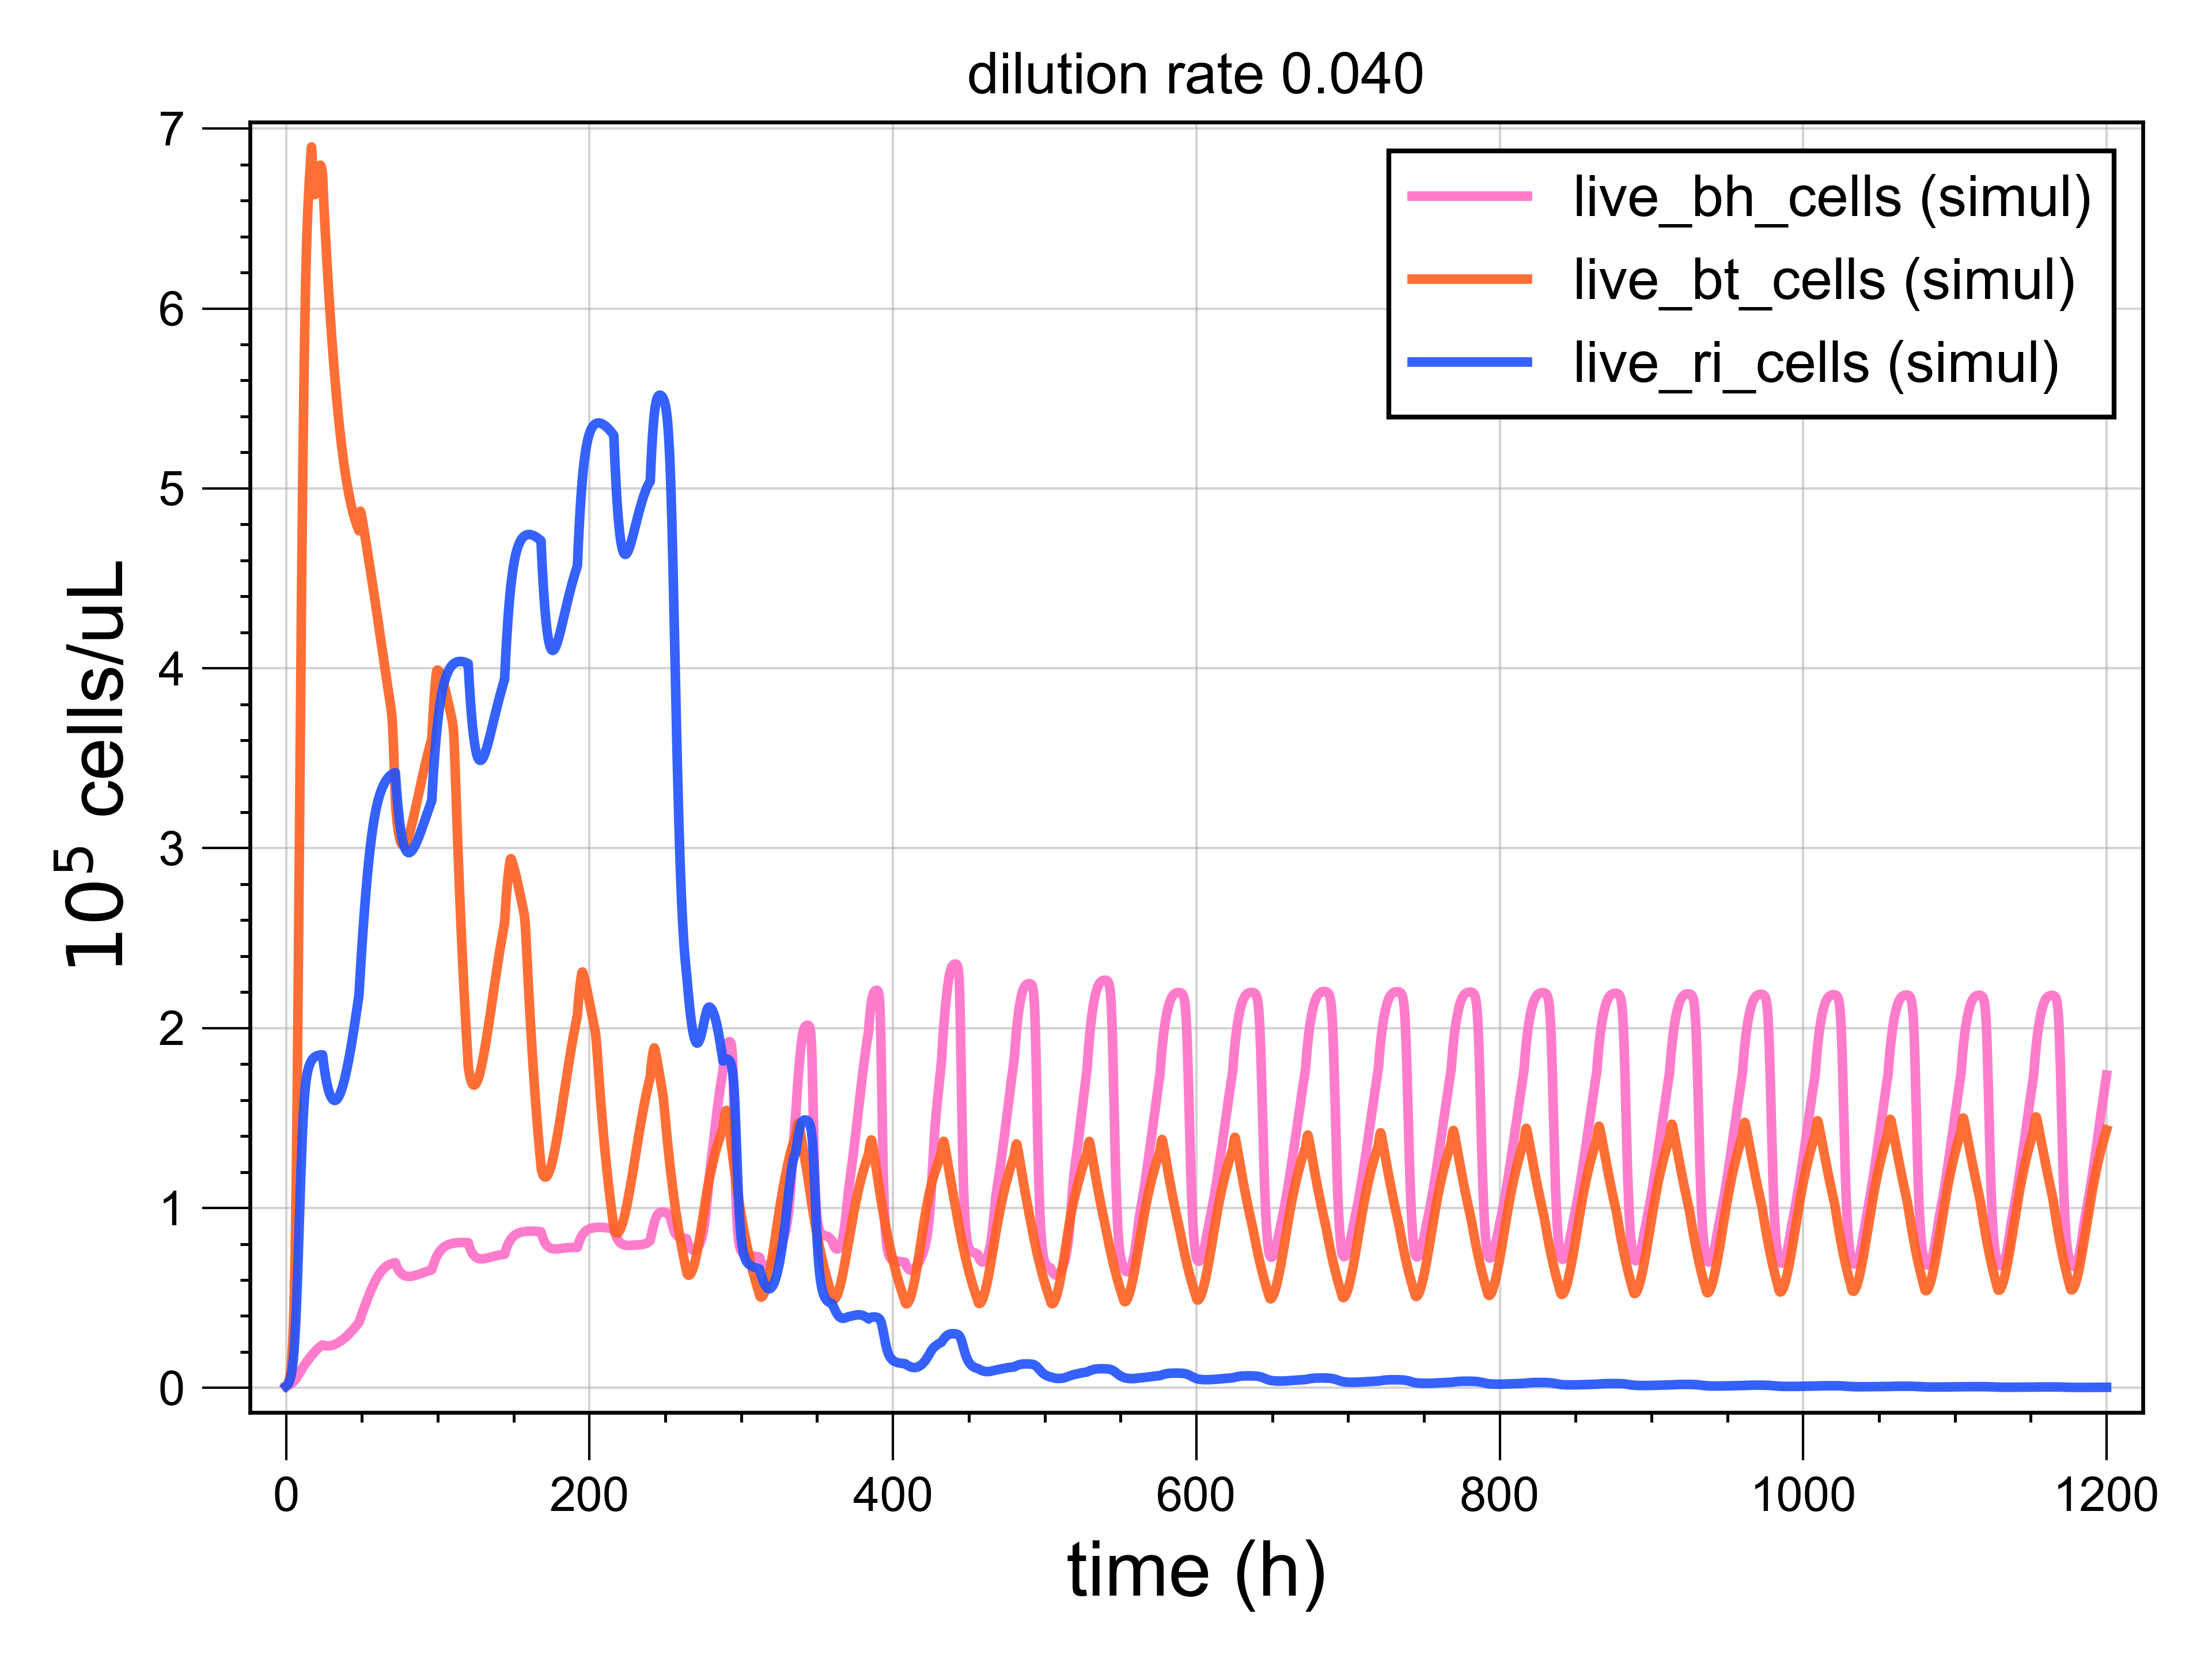 dilution rate 0.040
7
6
5
4
3
2
1
0
10⁵ cells/uL
live_bh_cells (simul)
live_bt_cells (simul)
live_ri_cells (simul)
0 200 400 600 800 1000 1200
time (h)